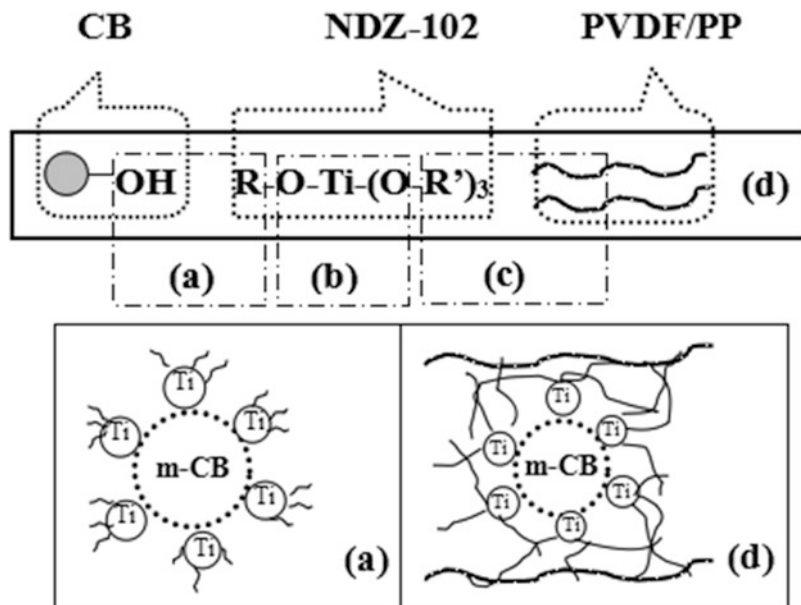 CB NDZ-102 PVDF/PP
OH R-O-Ti-(O-R')₃ (d)
(a) (b) (c)
Ti
Ti Ti
m-CB
Ti Ti
Ti
(a)
Ti
Ti Ti
m-CB
Ti Ti
Ti
(d)